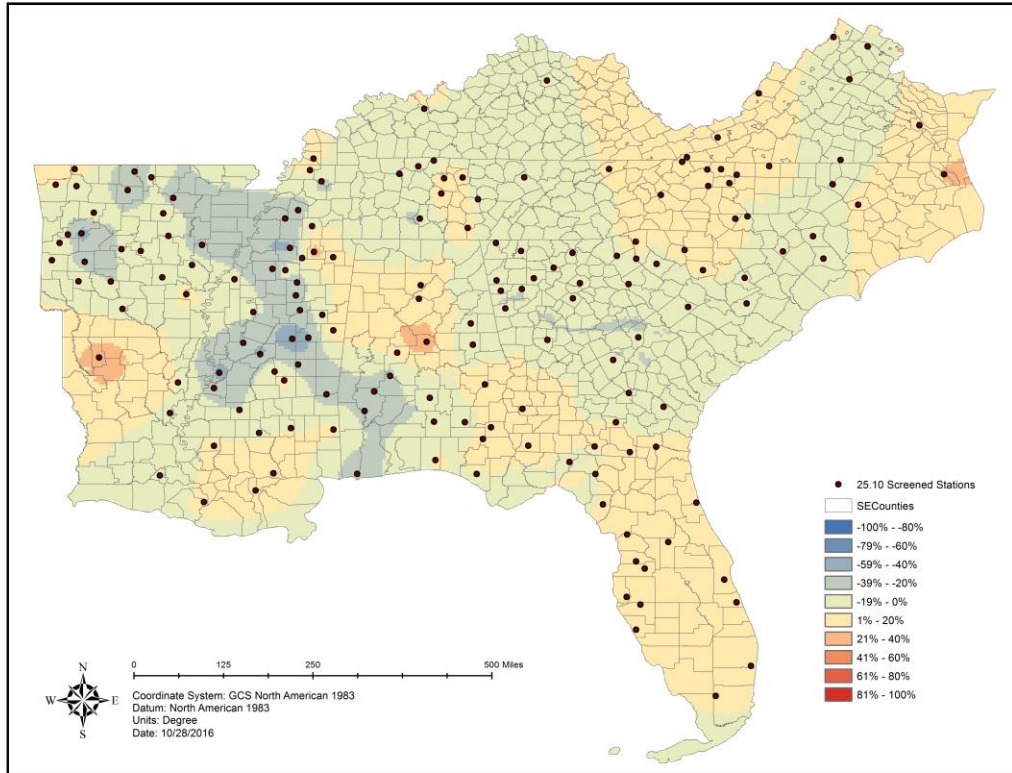 25.10 Screened Stations
SECounties
-100% - -80%
-79% - -60%
-59% - -40%
-39% - -20%
-19% - 0%
1% - 20%
21% - 40%
41% - 60%
61% - 80%
81% - 100%
N
W E
S
0 125 250 500 Miles
Coordinate System: GCS North American 1983
Datum: North American 1983
Units: Degree
Date: 10/28/2016